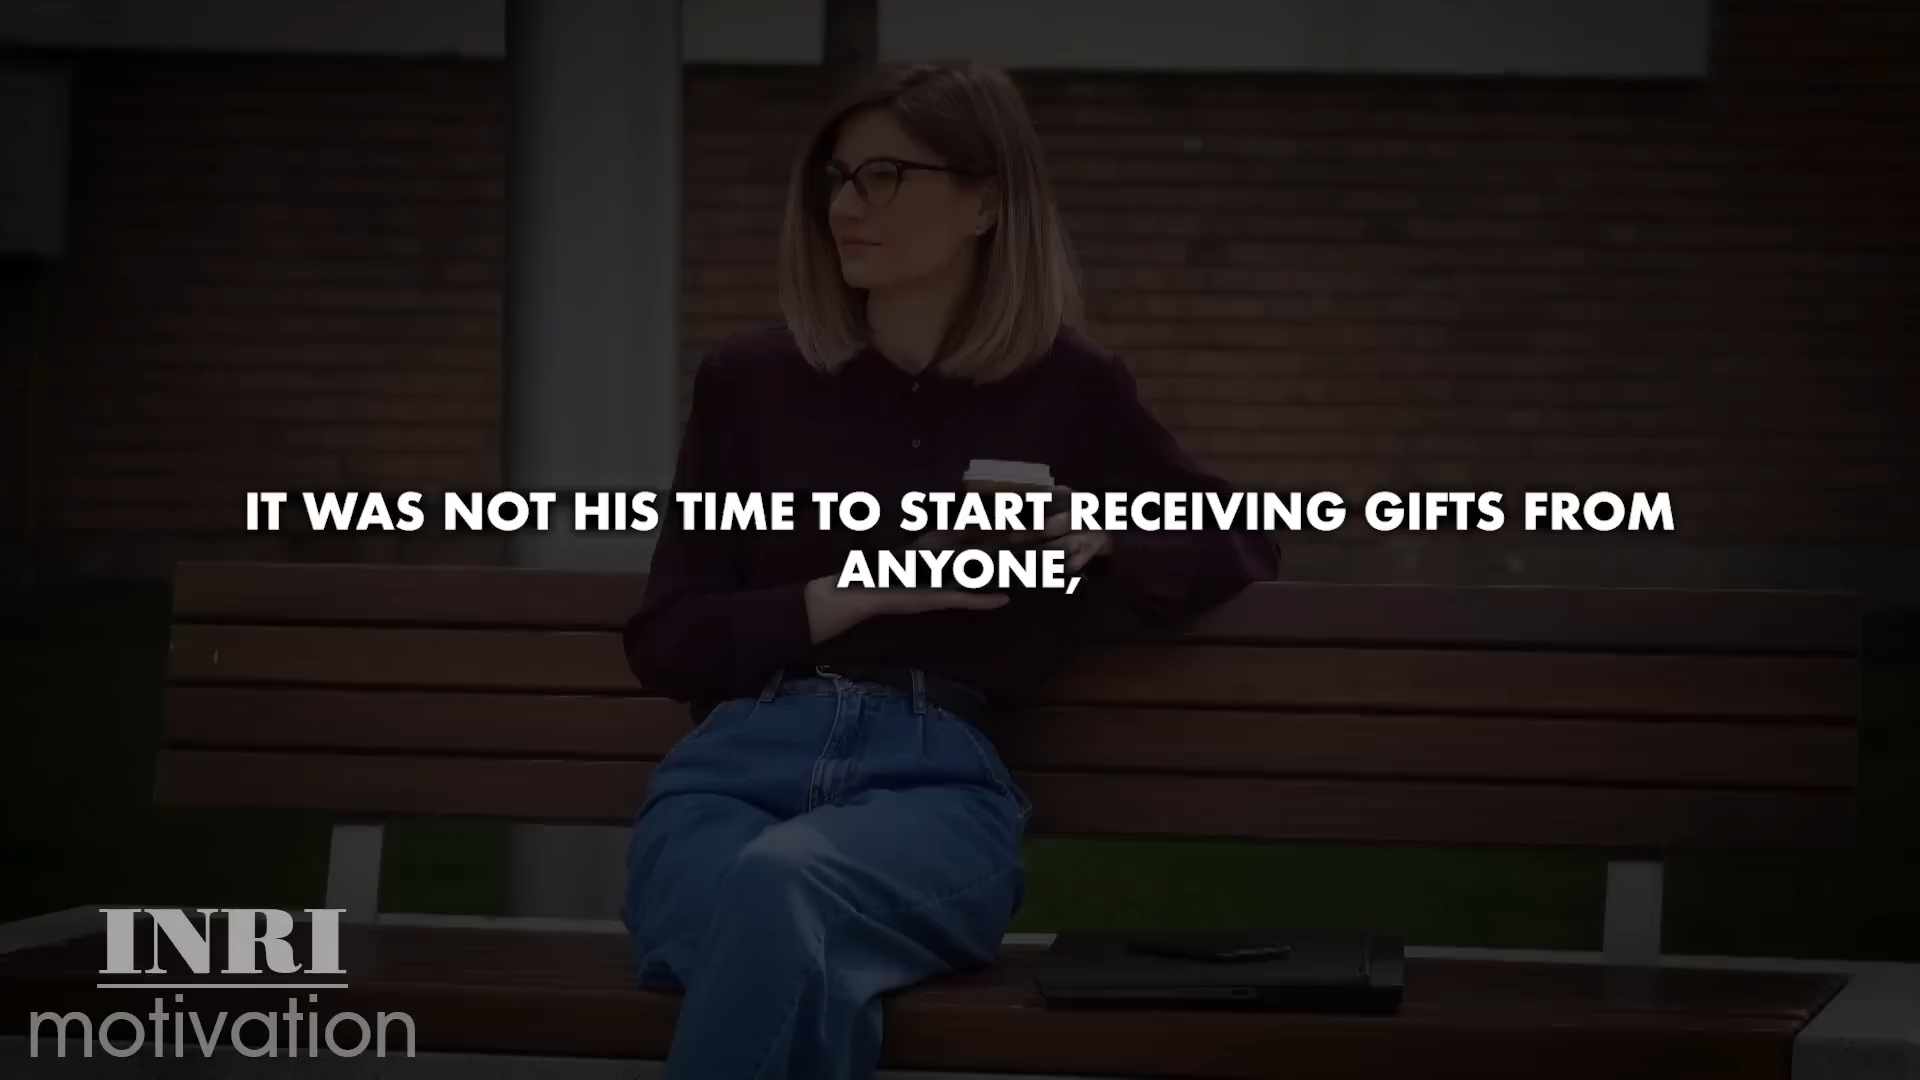 IT WAS NOT HIS TIME TO START RECEIVING GIFTS FROM
ANYONE,
INRI
motivation